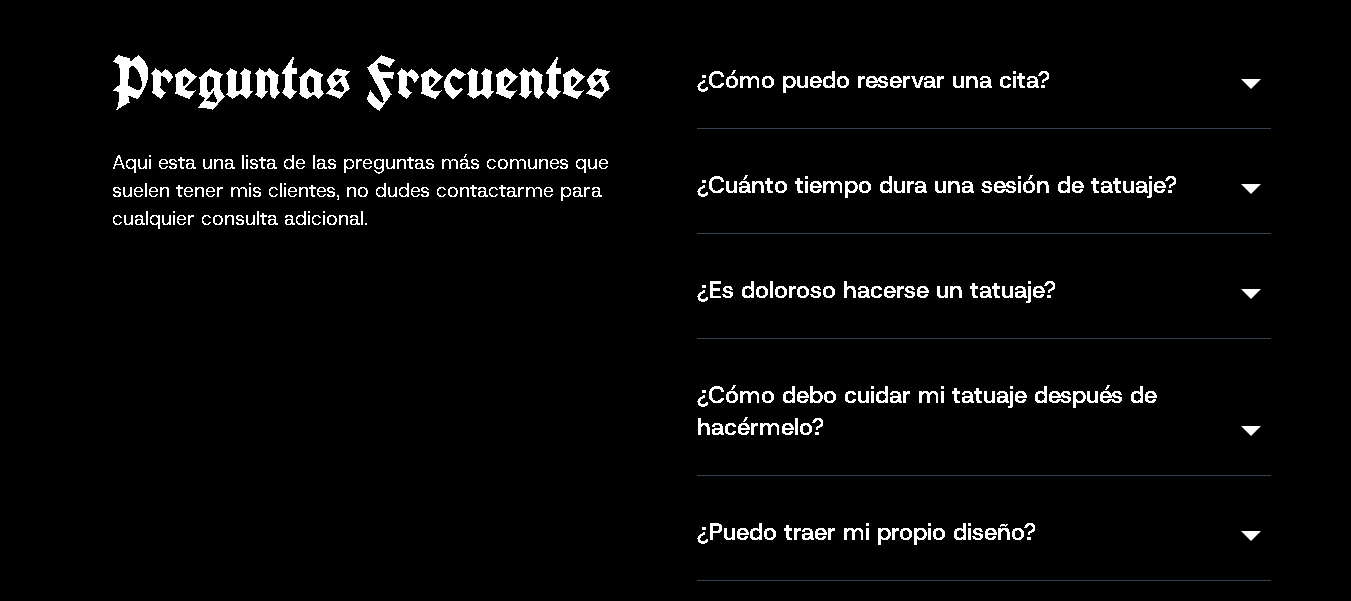 Preguntas Frecuentes
Aqui esta una lista de las preguntas más comunes que
suelen tener mis clientes, no dudes contactarme para
cualquier consulta adicional.
¿Cómo puedo reservar una cita?
¿Cuánto tiempo dura una sesión de tatuaje?
¿Es doloroso hacerse un tatuaje?
¿Cómo debo cuidar mi tatuaje después de
hacérmelo?
¿Puedo traer mi propio diseño?